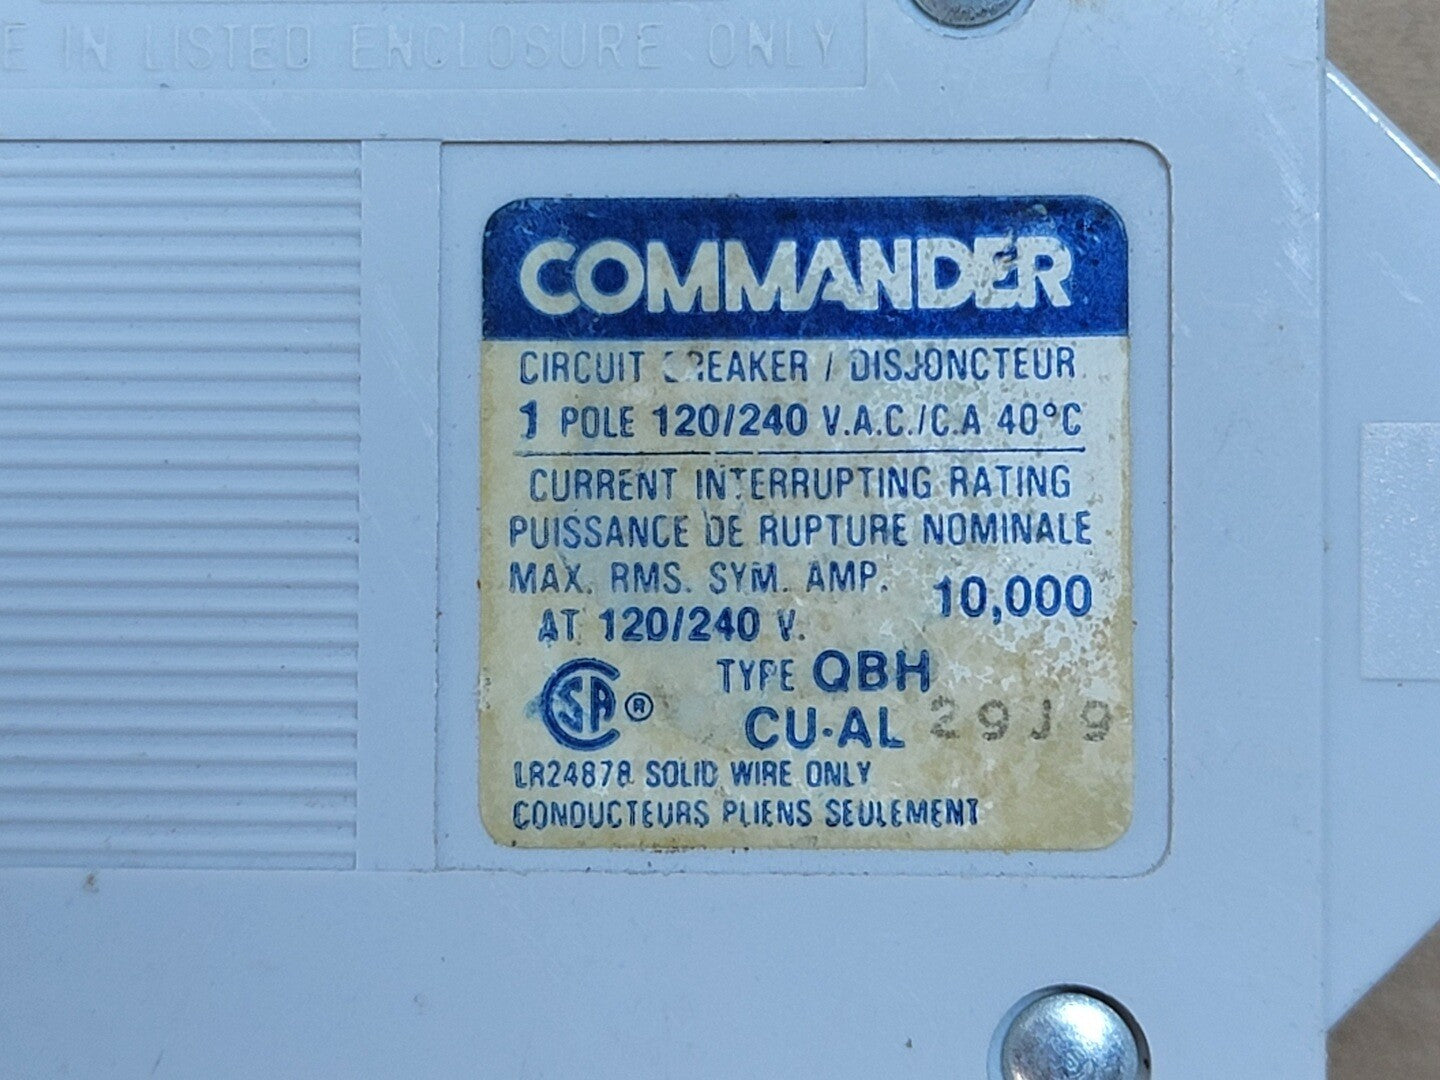 IN LISTED ENCLOSURE ONLY
COMMANDER
CIRCUIT BREAKER / DISJONCTEUR
1 POLE 120/240 V.A.C./C.A 40°C
CURRENT INTERRUPTING RATING
PUISSANCE DE RUPTURE NOMINALE
MAX. RMS. SYM. AMP. 10,000
AT 120/240 V.
CSA ® TYPE QBH
CU·AL 29J9
LR24878 SOLID WIRE ONLY
CONDUCTEURS PLIENS SEULEMENT